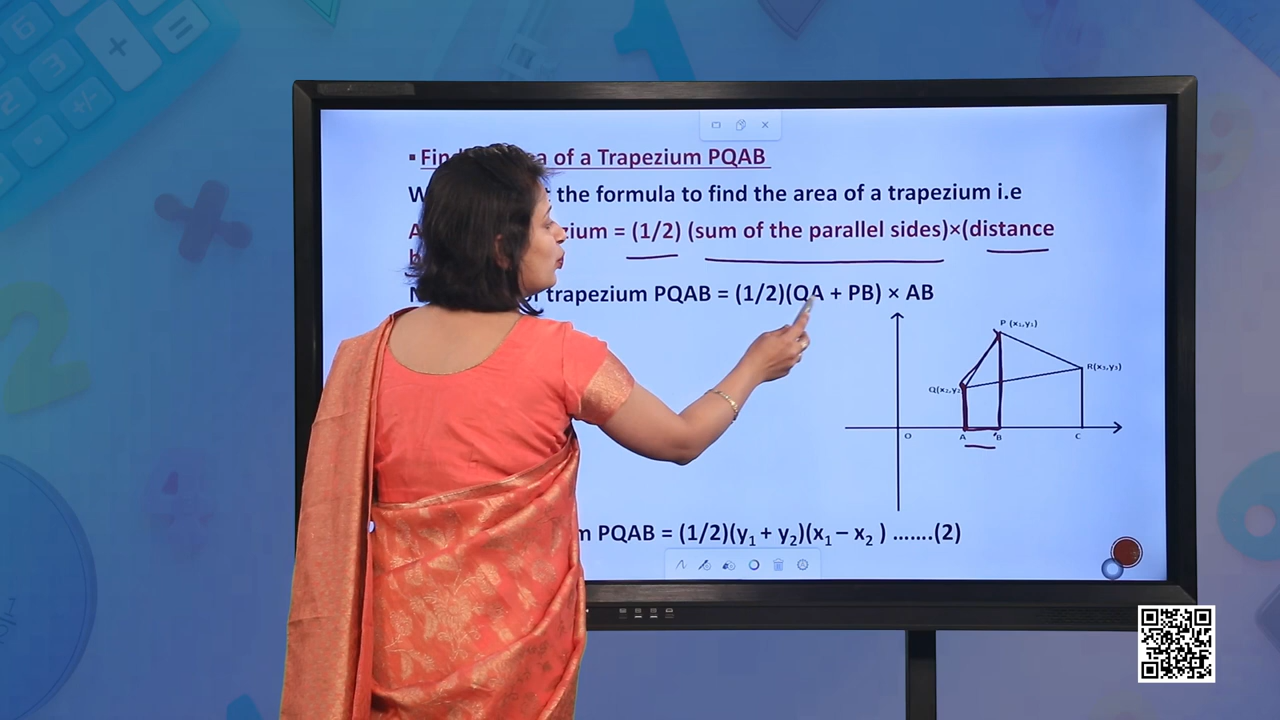 a of a Trapezium PQAB
the formula to find the area of a trapezium i.e
= (1/2) (sum of the parallel sides)×(distance
trapezium PQAB = (1/2)(QA + PB) × AB
P (x₁,y₁)
R(x₃,y₃)
Q(x₂,y₂
O A B C
PQAB = (1/2)(y₁ + y₂)(x₁ – x₂ ) .......(2)